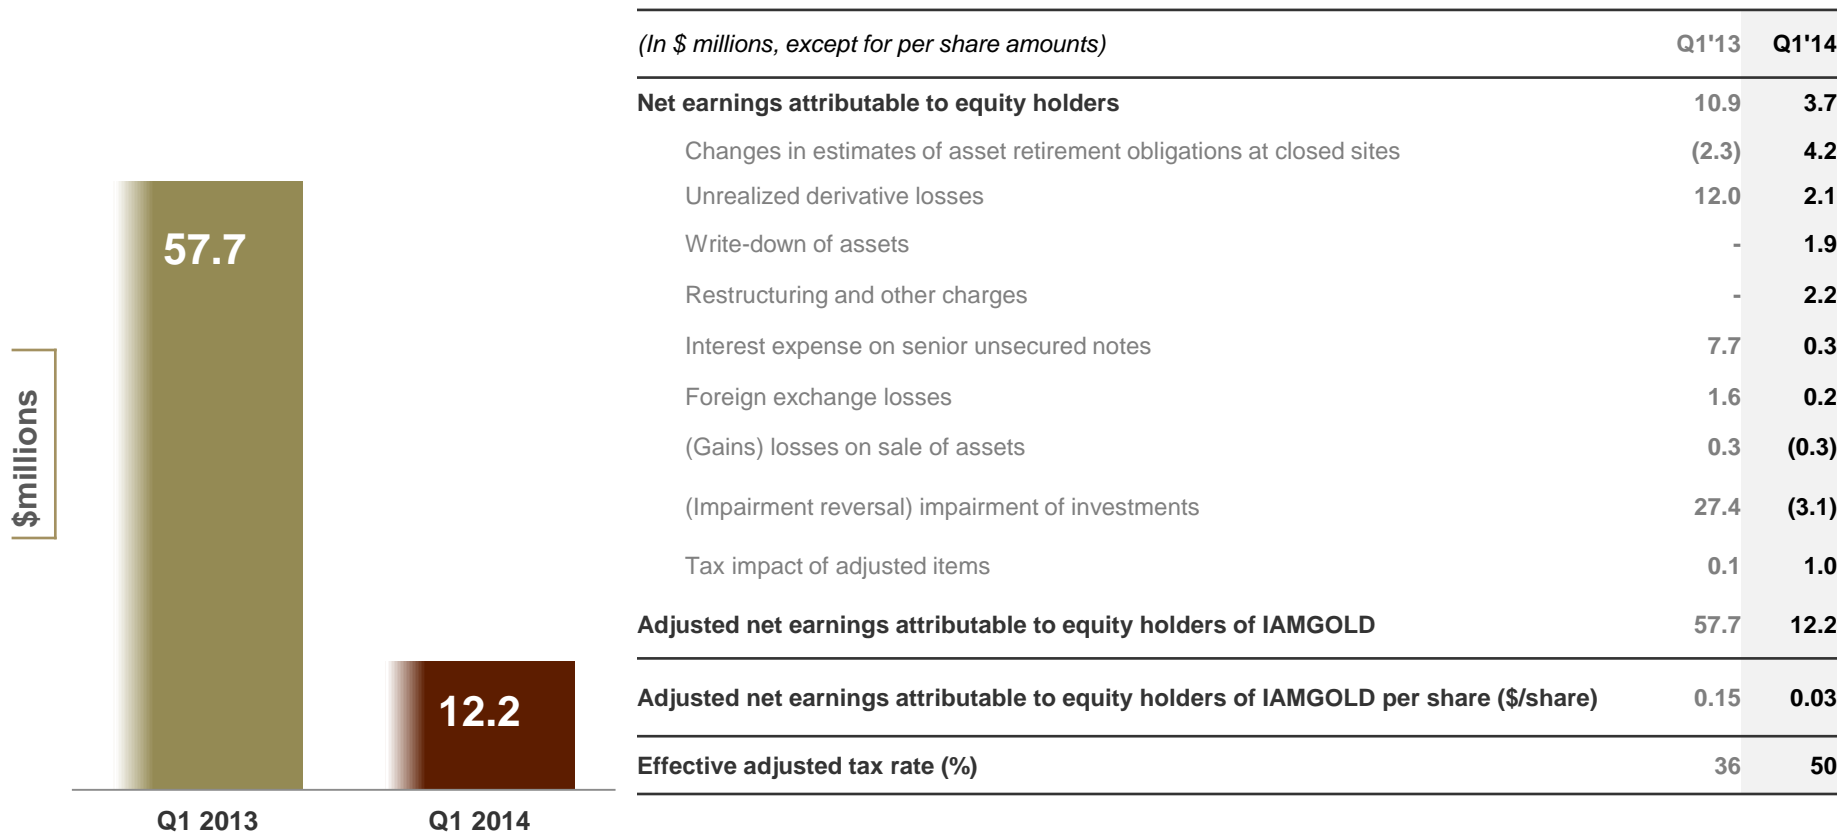 $millions
57.7
12.2
Q1 2013 Q1 2014
(In $ millions, except for per share amounts) Q1'13 Q1'14
Net earnings attributable to equity holders 10.9 3.7
Changes in estimates of asset retirement obligations at closed sites (2.3) 4.2
Unrealized derivative losses 12.0 2.1
Write-down of assets - 1.9
Restructuring and other charges - 2.2
Interest expense on senior unsecured notes 7.7 0.3
Foreign exchange losses 1.6 0.2
(Gains) losses on sale of assets 0.3 (0.3)
(Impairment reversal) impairment of investments 27.4 (3.1)
Tax impact of adjusted items 0.1 1.0
Adjusted net earnings attributable to equity holders of IAMGOLD 57.7 12.2
Adjusted net earnings attributable to equity holders of IAMGOLD per share ($/share) 0.15 0.03
Effective adjusted tax rate (%) 36 50